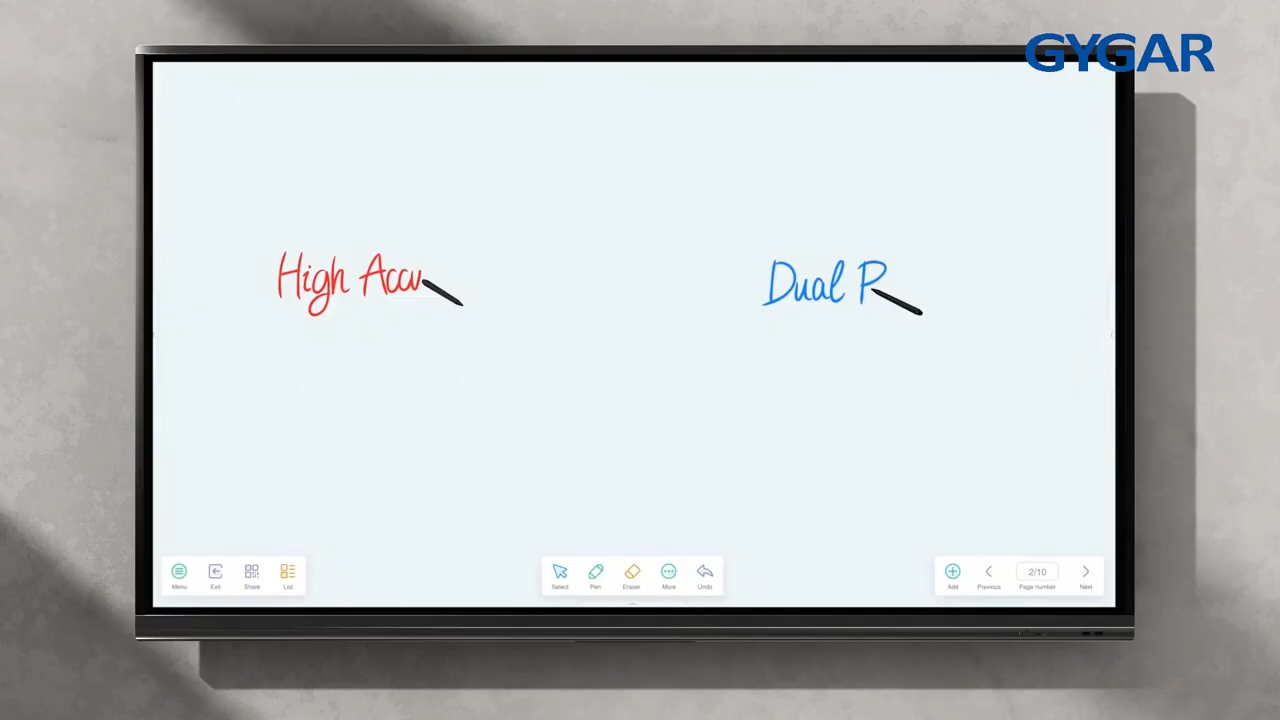 GYGAR
High Accu
Dual P
Menu
Exit
Share
List
Select
Pen
Eraser
More
Undo
Add
Previous
2/10
Page number
Next